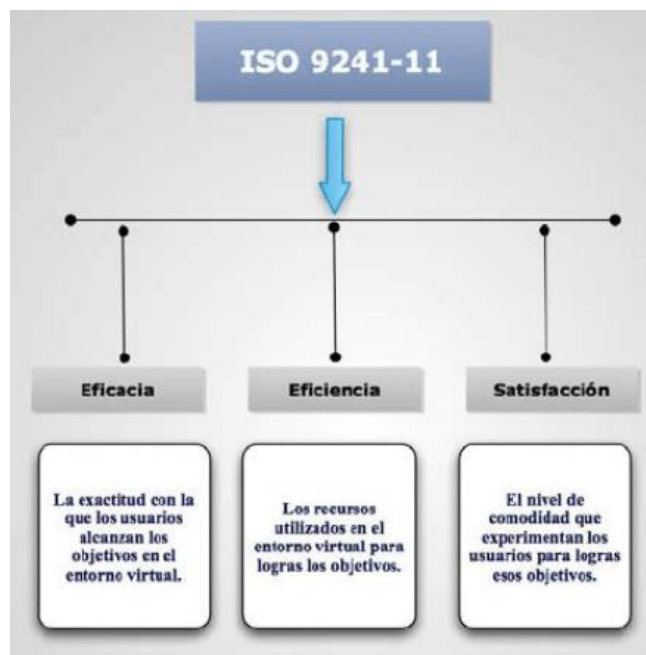 ISO 9241-11
Eficacia
Eficiencia
Satisfacción
La exactitud con la
que los usuarios
alcanzan los
objetivos en el
entorno virtual.
Los recursos
utilizados en el
entorno virtual para
logras los objetivos.
El nivel de
comodidad que
experimentan los
usuarios para logras
esos objetivos.